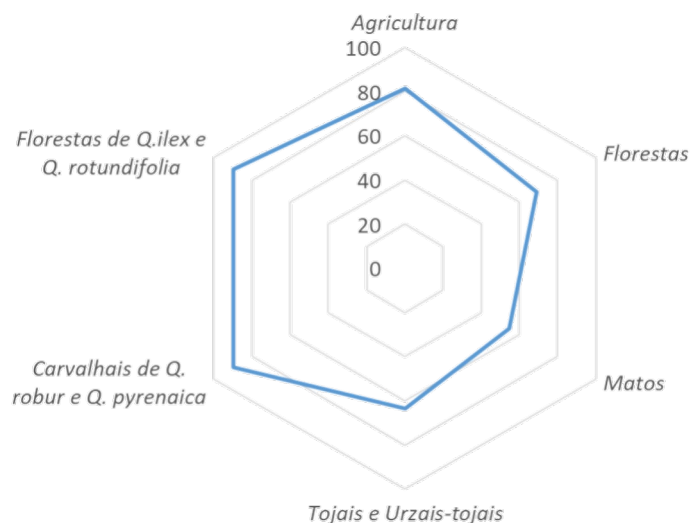 Agricultura
100
80
60
40
20
0
Florestas
Matos
Tojais e Urzais-tojais
Carvalhais de Q.
robur e Q. pyrenaica
Florestas de Q.ilex e
Q. rotundifolia